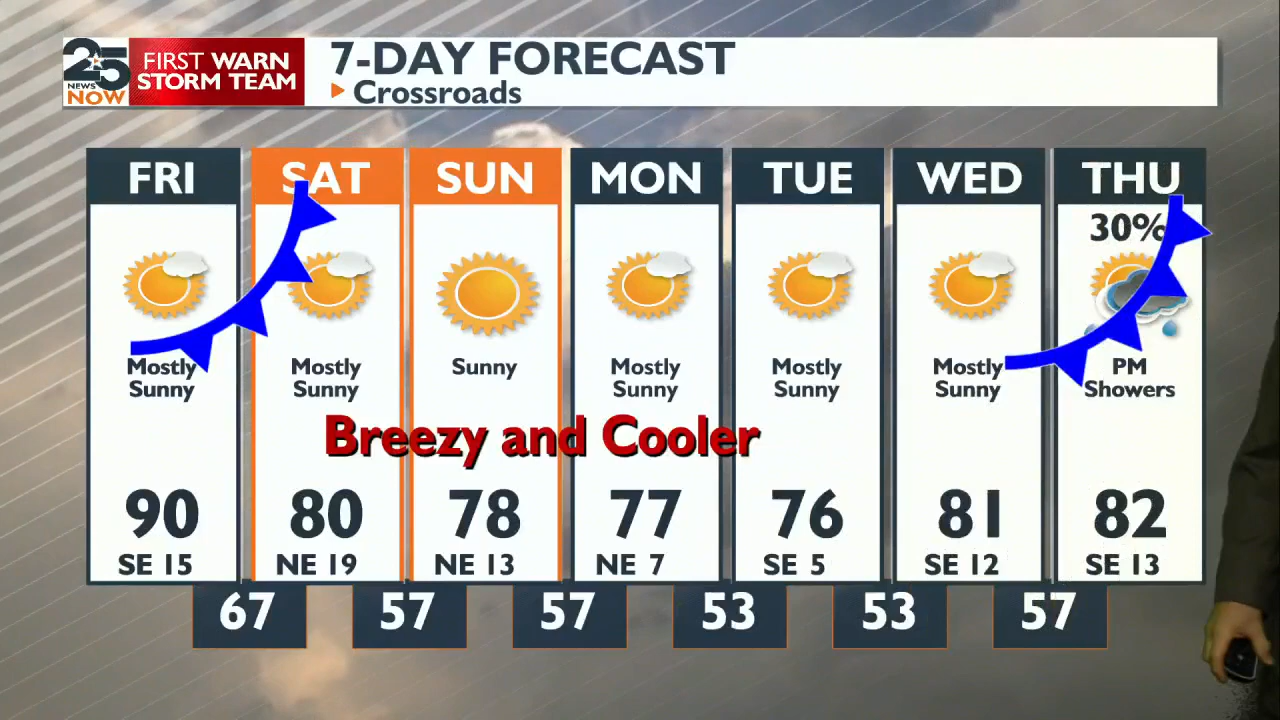 25
NEWS
NOW
FIRST WARN
STORM TEAM
7-DAY FORECAST
Crossroads
FRI SAT SUN MON TUE WED THU
30%
Mostly Sunny
Mostly Sunny
Sunny
Mostly Sunny
Mostly Sunny
Mostly Sunny
PM Showers
Breezy and Cooler
90 80 78 77 76 81 82
SE 15 NE 19 NE 13 NE 7 SE 5 SE 12 SE 13
67 57 57 53 53 57